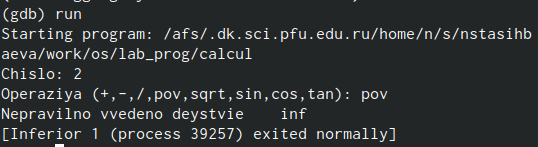 (gdb) run
Starting program: /afs/.dk.sci.pfu.edu.ru/home/n/s/nstasihb
aeva/work/os/lab_prog/calcul
Chislo: 2
Operaziya (+,-,/,pov,sqrt,sin,cos,tan): pov
Nepravilno vvedeno deystvie    inf
[Inferior 1 (process 39257) exited normally]